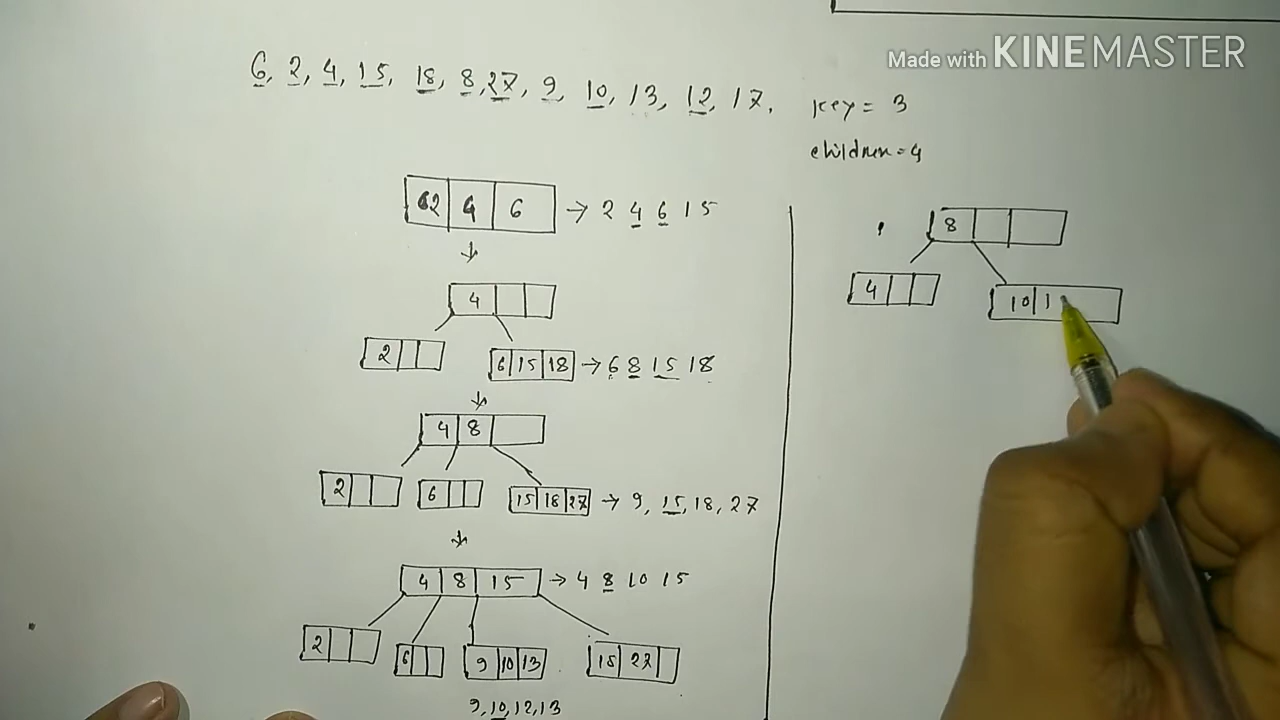 Made with KINEMASTER
6, 2, 4, 15, 18, 8, 27, 9, 10, 13, 12, 17.
key = 3
children = 4
2 4 6 → 2 4 6 15
4
2 6 15 18 → 6 8 15 18
4 8
2 6 15 18 27 → 9, 15, 18, 27
4 8 15 → 4 8 10 15
2 6 9 10 13 15 27
9, 10, 12, 13
8
4 10 1